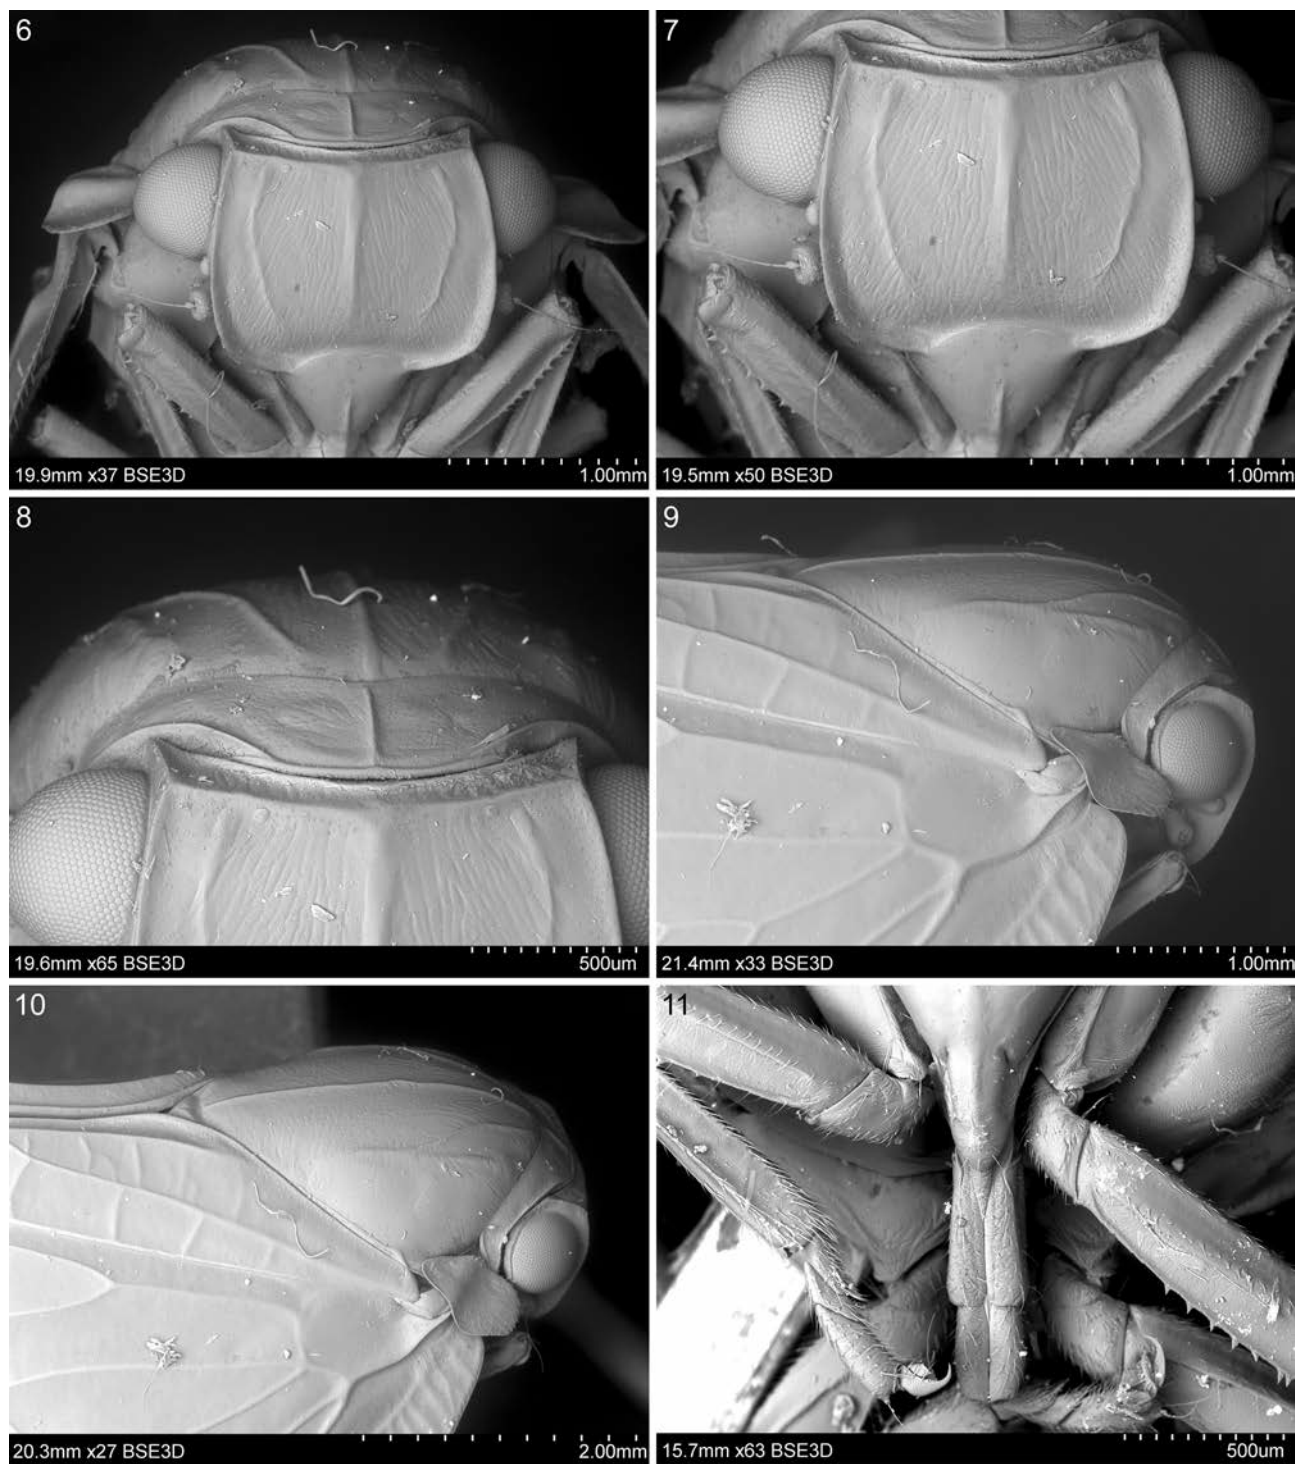 6
19.9mm x37 BSE3D 1.00mm
7
19.5mm x50 BSE3D 1.00mm
8
19.6mm x65 BSE3D 500um
9
21.4mm x33 BSE3D 1.00mm
10
20.3mm x27 BSE3D 2.00mm
11
15.7mm x63 BSE3D 500um